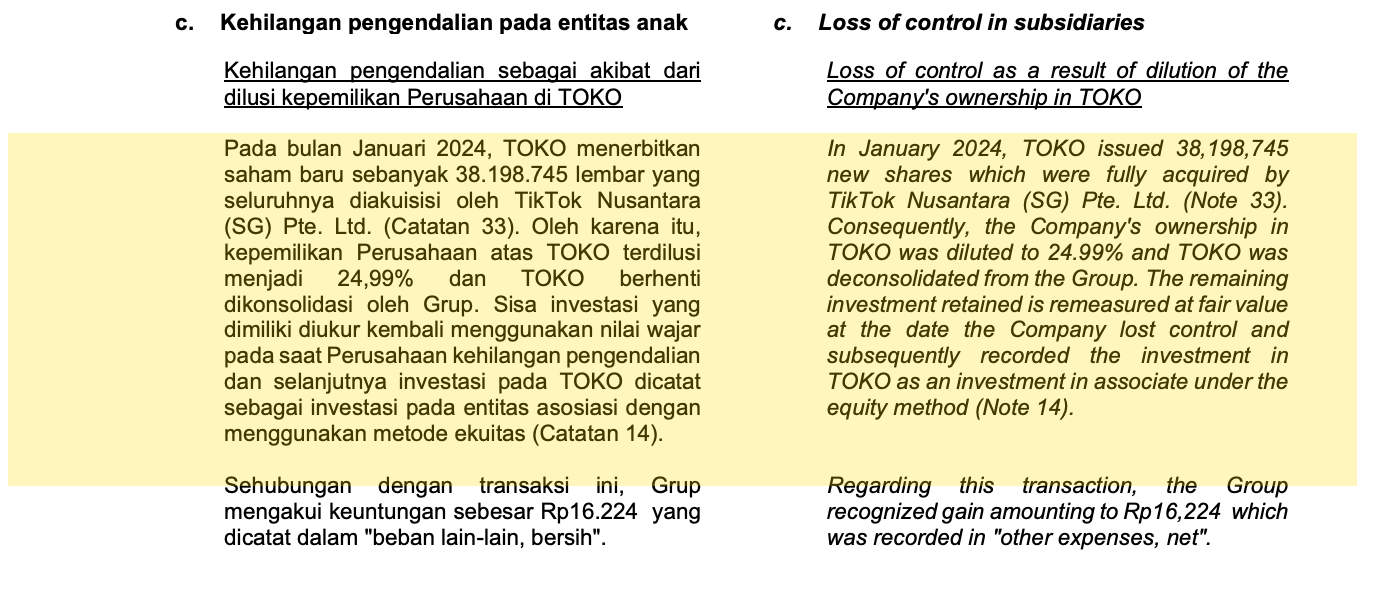 c. Kehilangan pengendalian pada entitas anak
Kehilangan pengendalian sebagai akibat dari
dilusi kepemilikan Perusahaan di TOKO
Pada bulan Januari 2024, TOKO menerbitkan
saham baru sebanyak 38.198.745 lembar yang
seluruhnya diakuisisi oleh TikTok Nusantara
(SG) Pte. Ltd. (Catatan 33). Oleh karena itu,
kepemilikan Perusahaan atas TOKO terdilusi
menjadi 24,99% dan TOKO berhenti
dikonsolidasi oleh Grup. Sisa investasi yang
dimiliki diukur kembali menggunakan nilai wajar
pada saat Perusahaan kehilangan pengendalian
dan selanjutnya investasi pada TOKO dicatat
sebagai investasi pada entitas asosiasi dengan
menggunakan metode ekuitas (Catatan 14).
Sehubungan dengan transaksi ini, Grup
mengakui keuntungan sebesar Rp16.224 yang
dicatat dalam "beban lain-lain, bersih".
c. Loss of control in subsidiaries
Loss of control as a result of dilution of the
Company's ownership in TOKO
In January 2024, TOKO issued 38,198,745
new shares which were fully acquired by
TikTok Nusantara (SG) Pte. Ltd. (Note 33).
Consequently, the Company's ownership in
TOKO was diluted to 24.99% and TOKO was
deconsolidated from the Group. The remaining
investment retained is remeasured at fair value
at the date the Company lost control and
subsequently recorded the investment in
TOKO as an investment in associate under the
equity method (Note 14).
Regarding this transaction, the Group
recognized gain amounting to Rp16,224 which
was recorded in "other expenses, net".